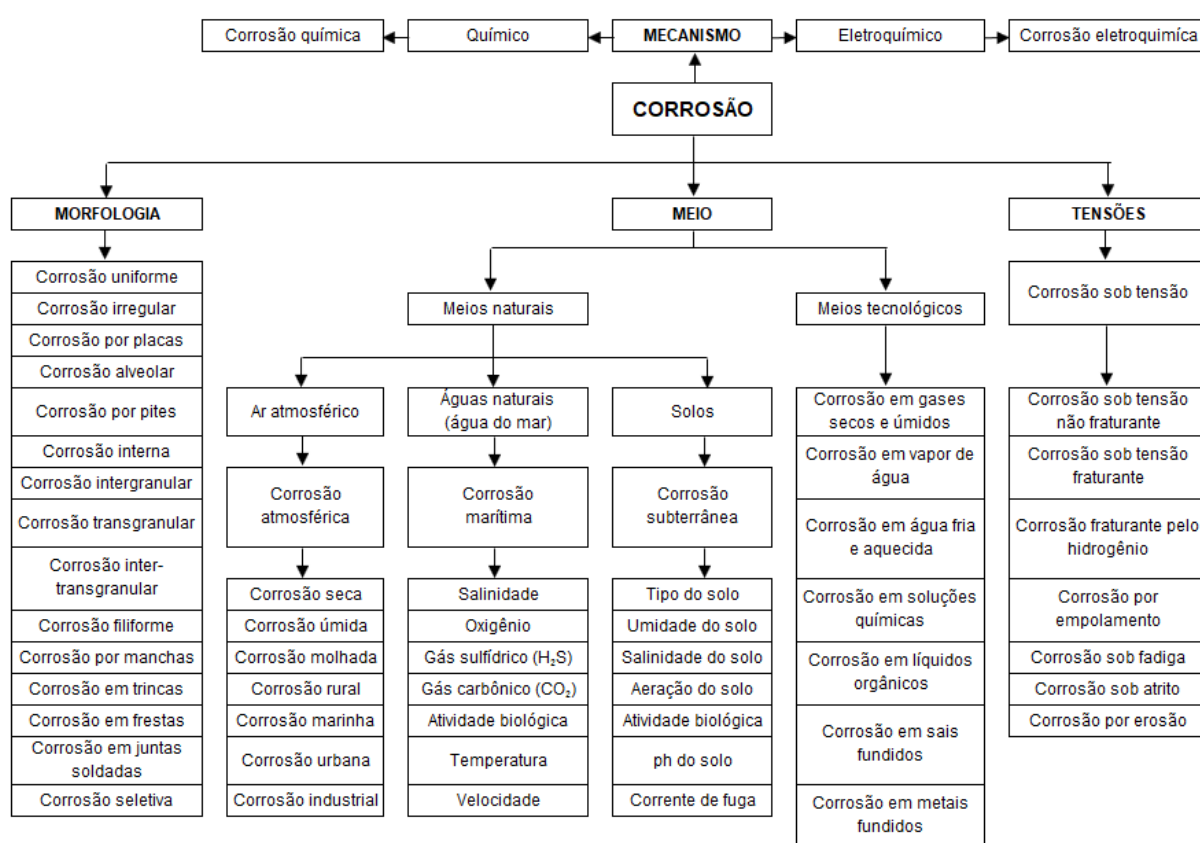 Corrosão química
Químico
MECANISMO
Eletroquímico
Corrosão eletroquimíca
CORROSÃO
MORFOLOGIA
Corrosão uniforme
Corrosão irregular
Corrosão por placas
Corrosão alveolar
Corrosão por pites
Corrosão interna
Corrosão intergranular
Corrosão transgranular
Corrosão inter-
transgranular
Corrosão filiforme
Corrosão por manchas
Corrosão em trincas
Corrosão em frestas
Corrosão em juntas
soldadas
Corrosão seletiva
MEIO
Meios naturais
Ar atmosférico
Corrosão
atmosférica
Corrosão seca
Corrosão úmida
Corrosão molhada
Corrosão rural
Corrosão marinha
Corrosão urbana
Corrosão industrial
Águas naturais
(água do mar)
Corrosão
marítima
Salinidade
Oxigênio
Gás sulfídrico (H₂S)
Gás carbônico (CO₂)
Atividade biológica
Temperatura
Velocidade
Solos
Corrosão
subterrânea
Tipo do solo
Umidade do solo
Salinidade do solo
Aeração do solo
Atividade biológica
ph do solo
Corrente de fuga
Meios tecnológicos
Corrosão em gases
secos e úmidos
Corrosão em vapor de
água
Corrosão em água fria
e aquecida
Corrosão em soluções
químicas
Corrosão em líquidos
orgânicos
Corrosão em sais
fundidos
Corrosão em metais
fundidos
TENSÕES
Corrosão sob tensão
Corrosão sob tensão
não fraturante
Corrosão sob tensão
fraturante
Corrosão fraturante pelo
hidrogênio
Corrosão por
empolamento
Corrosão sob fadiga
Corrosão sob atrito
Corrosão por erosão